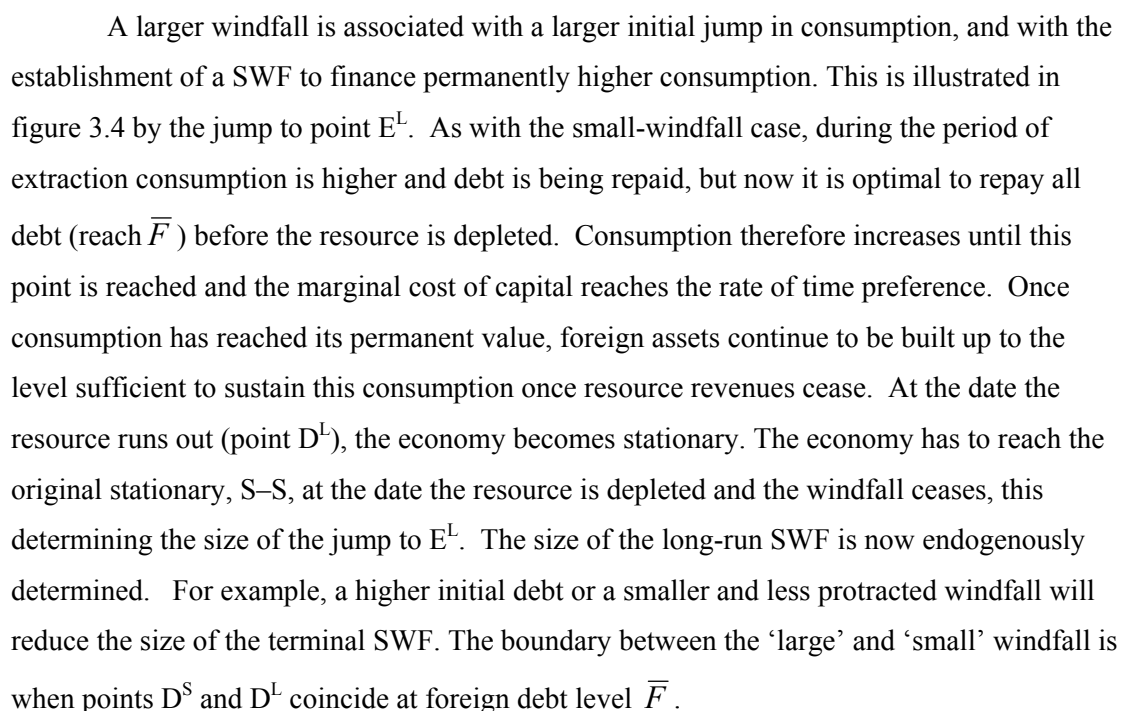 A larger windfall is associated with a larger initial jump in consumption, and with the
establishment of a SWF to finance permanently higher consumption. This is illustrated in
figure 3.4 by the jump to point Eᴸ.  As with the small-windfall case, during the period of
extraction consumption is higher and debt is being repaid, but now it is optimal to repay all
debt (reach F̅ ) before the resource is depleted.  Consumption therefore increases until this
point is reached and the marginal cost of capital reaches the rate of time preference.  Once
consumption has reached its permanent value, foreign assets continue to be built up to the
level sufficient to sustain this consumption once resource revenues cease.  At the date the
resource runs out (point Dᴸ), the economy becomes stationary. The economy has to reach the
original stationary, S–S, at the date the resource is depleted and the windfall ceases, this
determining the size of the jump to Eᴸ.  The size of the long-run SWF is now endogenously
determined.   For example, a higher initial debt or a smaller and less protracted windfall will
reduce the size of the terminal SWF. The boundary between the ‘large’ and ‘small’ windfall is
when points Dˢ and Dᴸ coincide at foreign debt level F̅ .